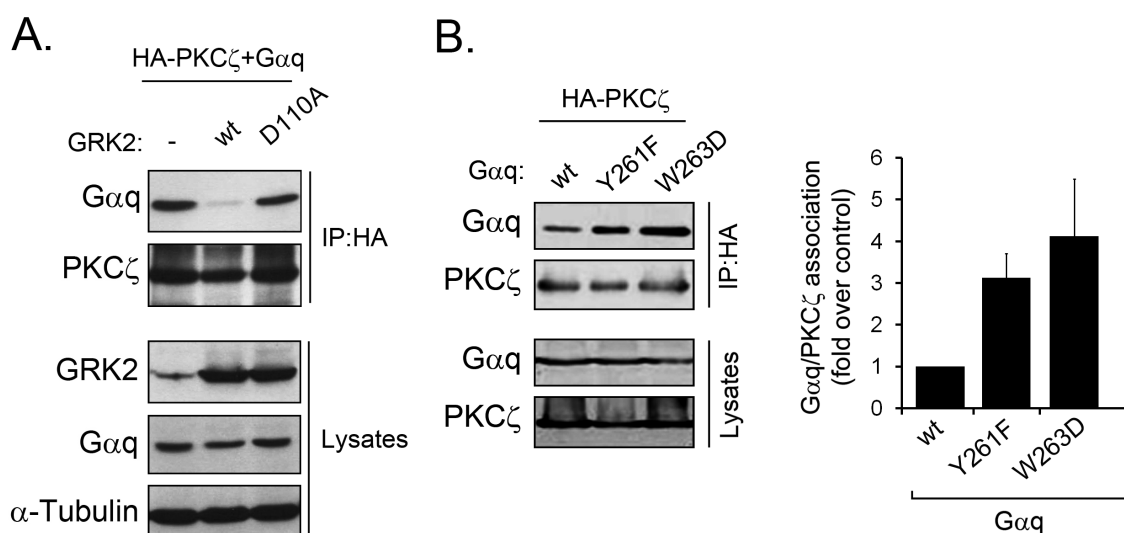 A.
HA-PKCζ+Gαq
GRK2: - wt D110A
Gαq
PKCζ
IP:HA
GRK2
Gαq
α-Tubulin
Lysates
B.
HA-PKCζ
Gαq: wt Y261F W263D
Gαq
PKCζ
IP:HA
Gαq
PKCζ
Lysates
Gαq/PKCζ association
(fold over control)
6
5
4
3
2
1
0
wt Y261F W263D
Gαq